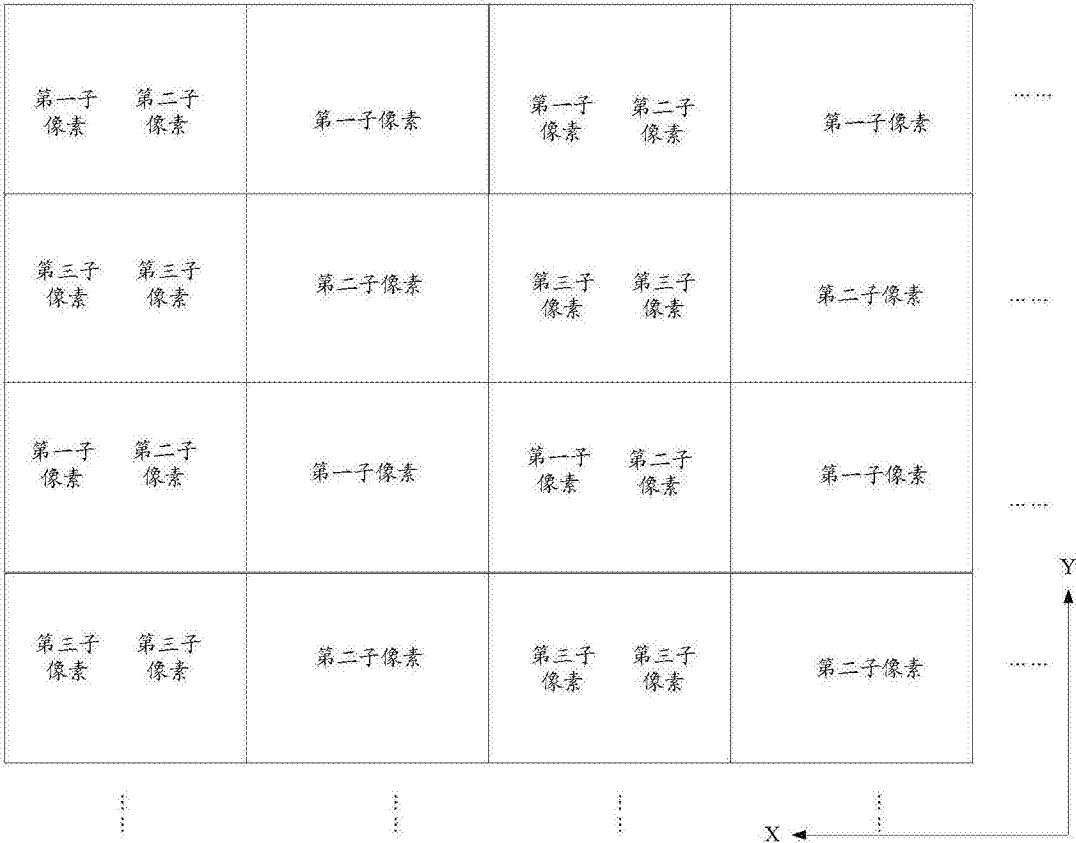 第一子 第二子 第一子 第二子 ……
像素 像素 第一子像素 像素 像素 第一子像素
第三子 第三子 第二子像素 第三子 第三子 第二子像素 ……
像素 像素 像素 像素
第一子 第二子 第一子像素 第一子 第二子 第一子像素 ……
像素 像素 像素 像素
第三子 第三子 第二子像素 第三子 第三子 第二子像素 ……
像素 像素 像素 像素
Y
X